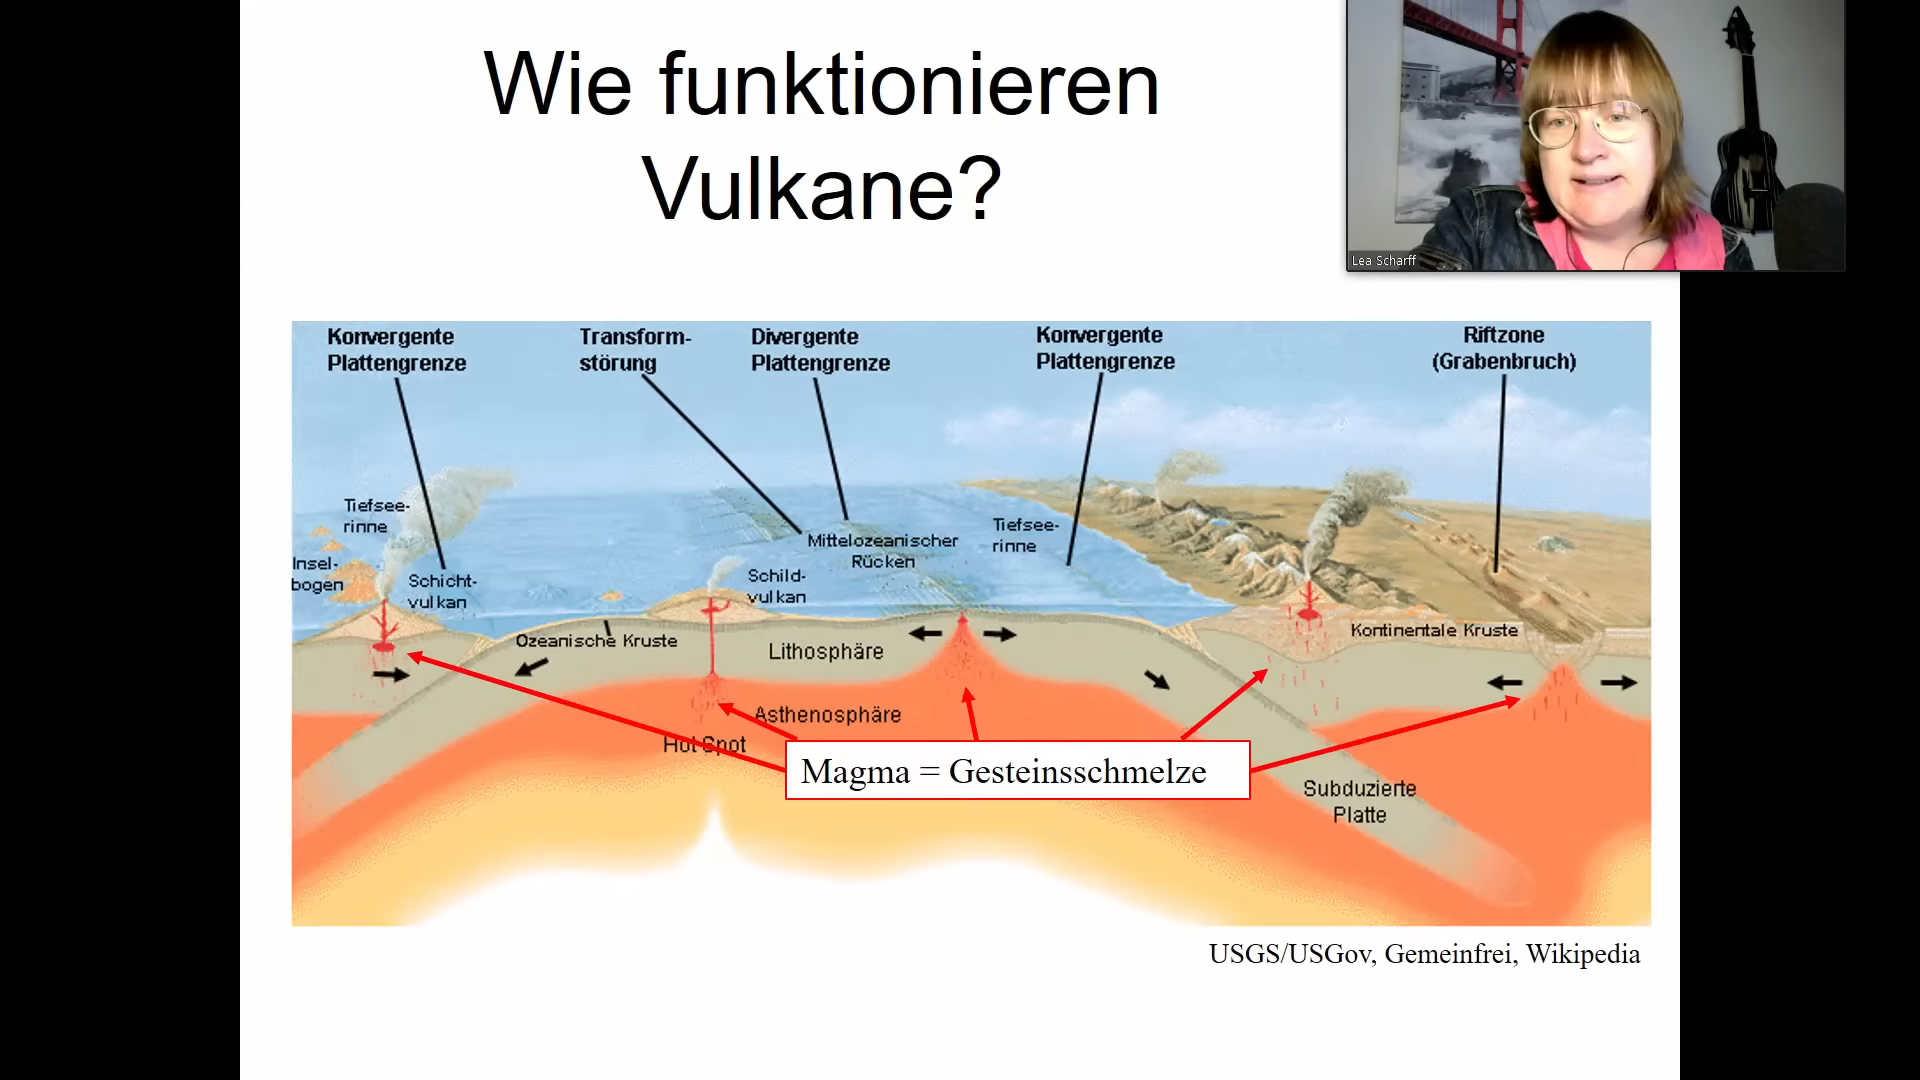 Wie funktionieren
Vulkane?
Lea Scharff
Konvergente
Plattengrenze
Transform-
störung
Divergente
Plattengrenze
Konvergente
Plattengrenze
Riftzone
(Grabenbruch)
Tiefsee-
rinne
Insel-
bogen
Schicht-
vulkan
Schild-
vulkan
Mittelozeanischer
Rücken
Tiefsee-
rinne
Ozeanische Kruste
Lithosphäre
Kontinentale Kruste
Asthenosphäre
Hot Spot
Magma = Gesteinsschmelze
Subduzierte
Platte
USGS/USGov, Gemeinfrei, Wikipedia